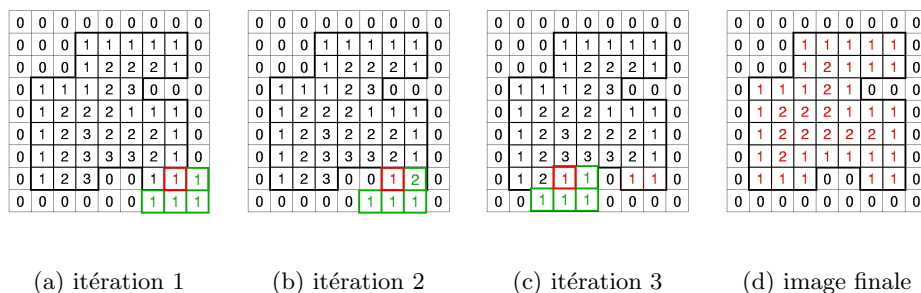 0 0 0 0 0 0 0 0 0
0 0 0 1 1 1 1 1 0
0 0 0 1 2 2 2 1 0
0 1 1 1 2 3 0 0 0
0 1 2 2 2 1 1 1 0
0 1 2 3 2 2 2 1 0
0 1 2 3 3 3 2 1 0
0 1 2 3 0 0 1 1 1
0 0 0 0 0 0 1 1 1
(a) itération 1
0 0 0 0 0 0 0 0 0
0 0 0 1 1 1 1 1 0
0 0 0 1 2 2 2 1 0
0 1 1 1 2 3 0 0 0
0 1 2 2 2 1 1 1 0
0 1 2 3 2 2 2 1 0
0 1 2 3 3 3 2 1 0
0 1 2 3 0 0 1 2 0
0 0 0 0 0 1 1 1 0
(b) itération 2
0 0 0 0 0 0 0 0 0
0 0 0 1 1 1 1 1 0
0 0 0 1 2 2 2 1 0
0 1 1 1 2 3 0 0 0
0 1 2 2 2 1 1 1 0
0 1 2 3 2 2 2 1 0
0 1 2 3 3 3 2 1 0
0 1 2 1 1 0 1 1 0
0 0 1 1 1 0 0 0 0
(c) itération 3
0 0 0 0 0 0 0 0 0
0 0 0 1 1 1 1 1 0
0 0 0 1 2 1 1 1 0
0 1 1 1 2 1 0 0 0
0 1 2 2 2 1 1 1 0
0 1 2 2 2 2 2 1 0
0 1 2 1 1 1 1 1 0
0 1 1 1 0 0 1 1 0
0 0 0 0 0 0 0 0 0
(d) image finale